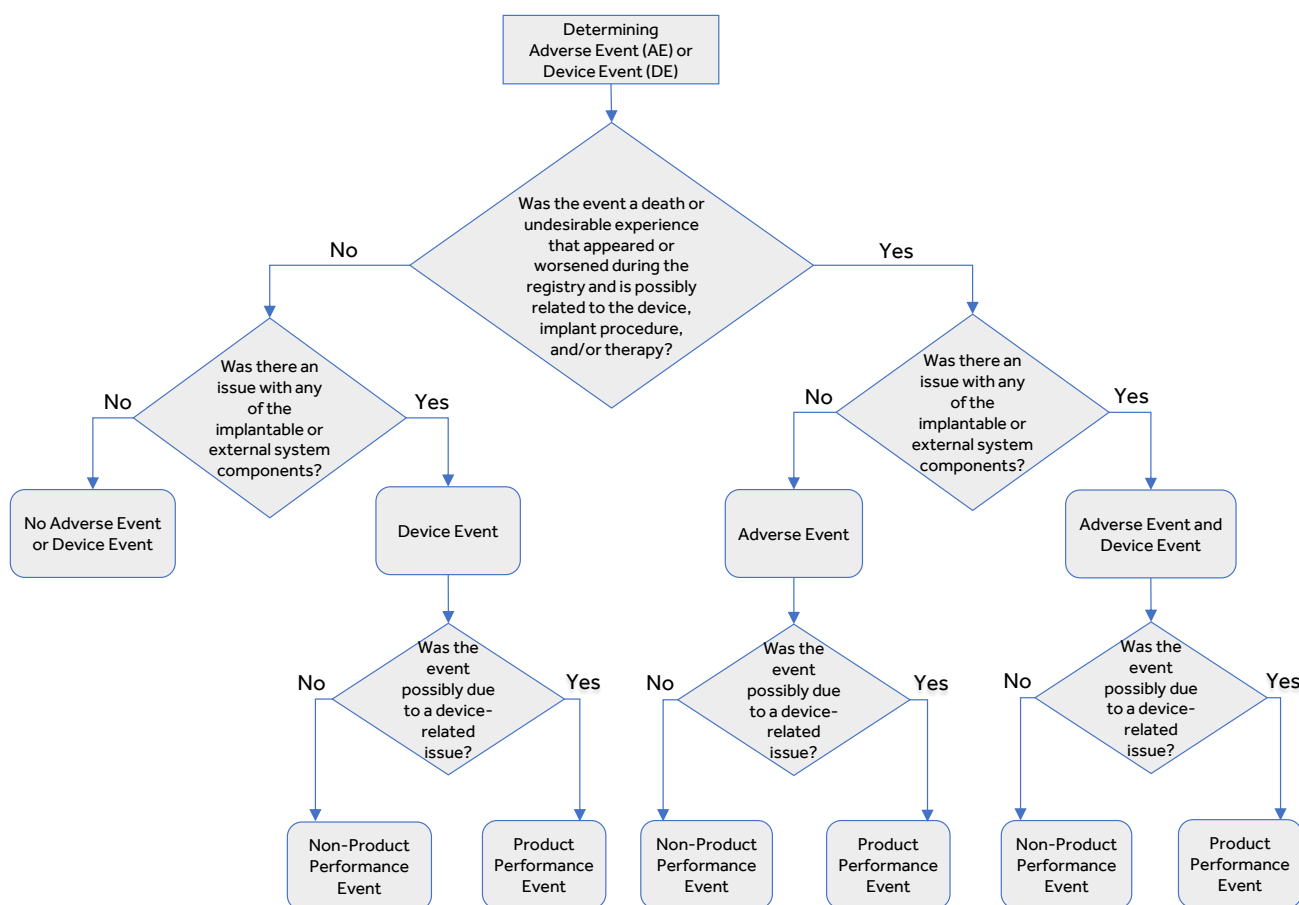 Determining
Adverse Event (AE) or
Device Event (DE)
Was the event a death or
undesirable experience
that appeared or
worsened during the
registry and is possibly
related to the device,
implant procedure,
and/or therapy?
No
Yes
Was there an
issue with any
of the
implantable or
external system
components?
No
Yes
Was there an
issue with any
of the
implantable or
external system
components?
No
Yes
No Adverse Event
or Device Event
Device Event
Adverse Event
Adverse Event and
Device Event
Was the
event
possibly due
to a device-
related
issue?
No
Yes
Was the
event
possibly due
to a device-
related
issue?
No
Yes
Was the
event
possibly due
to a device-
related
issue?
No
Yes
Non-Product
Performance
Event
Product
Performance
Event
Non-Product
Performance
Event
Product
Performance
Event
Non-Product
Performance
Event
Product
Performance
Event